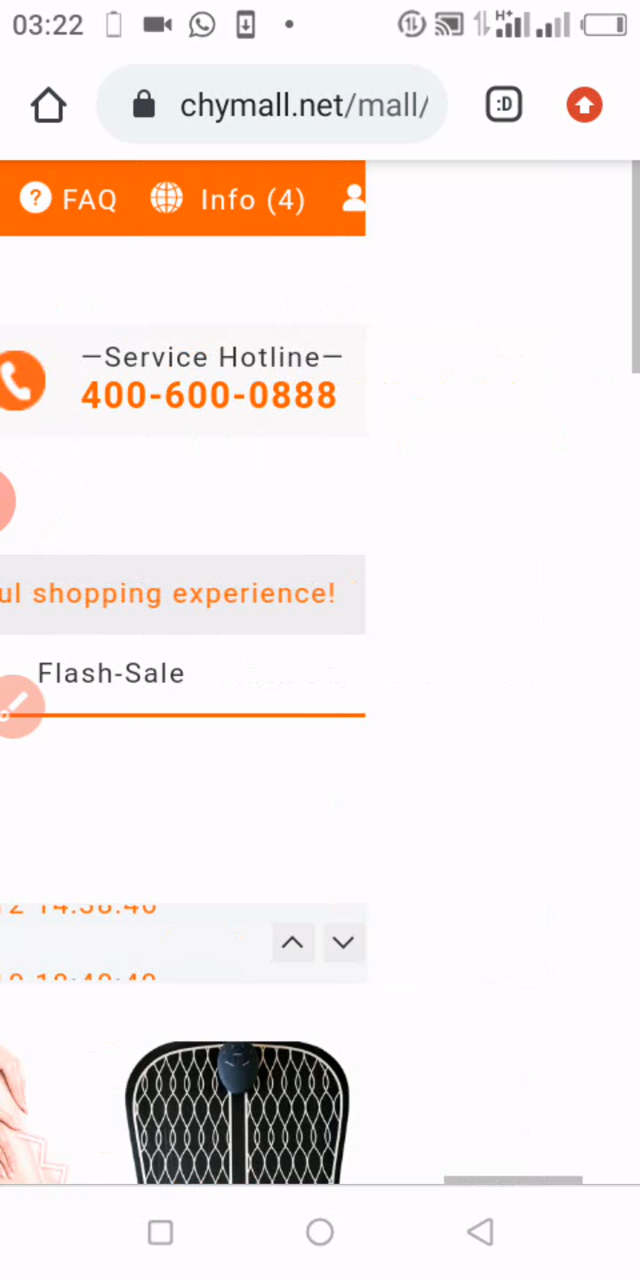 03:22
H+
chymall.net/mall/
:D
FAQ
Info (4)
—Service Hotline—
400-600-0888
ul shopping experience!
Flash-Sale